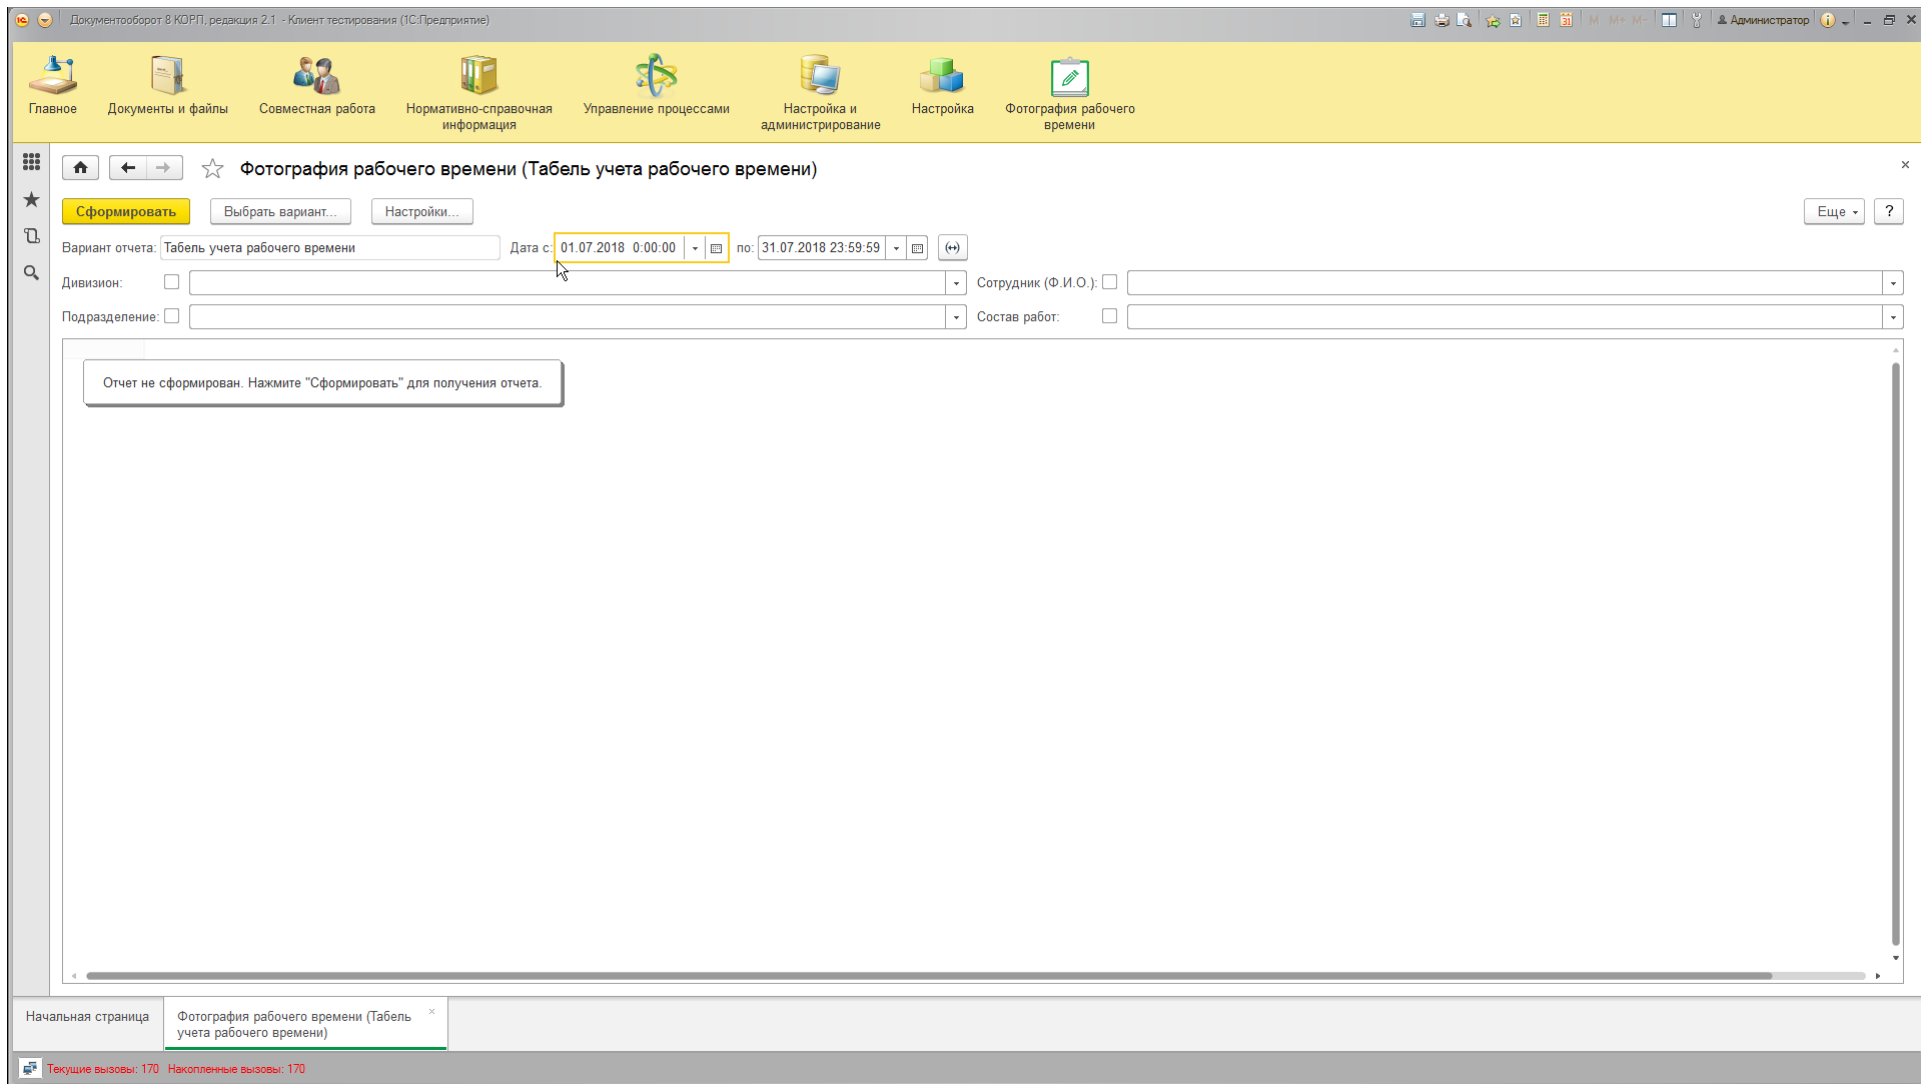 Документооборот 8 КОРП, редакция 2.1 - Клиент тестирования (1С:Предприятие)
M M+ M- Администратор
Главное
Документы и файлы
Совместная работа
Нормативно-справочная
информация
Управление процессами
Настройка и
администрирование
Настройка
Фотография рабочего
времени
Фотография рабочего времени (Табель учета рабочего времени)
Сформировать Выбрать вариант... Настройки... Еще ?
Вариант отчета: Табель учета рабочего времени Дата с: 01.07.2018 0:00:00 по: 31.07.2018 23:59:59
Дивизион: Сотрудник (Ф.И.О.):
Подразделение: Состав работ:
Отчет не сформирован. Нажмите "Сформировать" для получения отчета.
Начальная страница
Фотография рабочего времени (Табель
учета рабочего времени)
Текущие вызовы: 170 Накопленные вызовы: 170